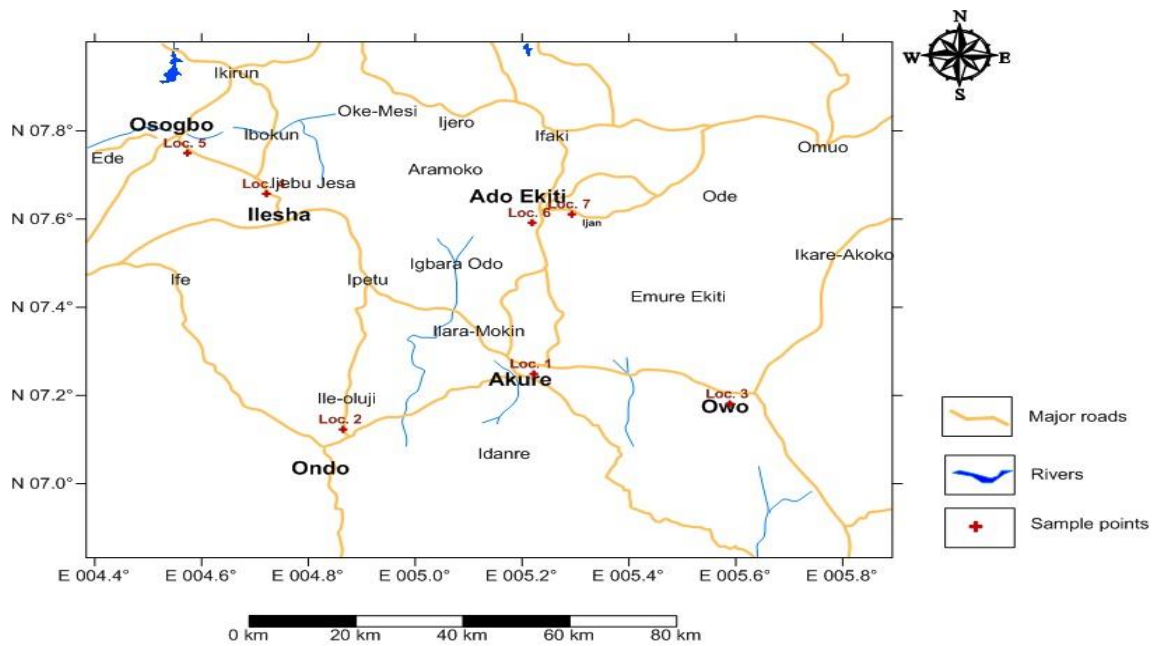 N
W E
S
Ikirun
N 07.8°
Osogbo
Oke-Mesi
Ijero
Ibokun
Ifaki
Omuo
Loc. 5
Ede
Aramoko
Ijebu Jesa
Ado Ekiti
Ode
Loc. 7
Loc. 6
Ijan
Ilesha
N 07.6°
Ikare-Akoko
Igbara Odo
Ife
Ipetu
Emure Ekiti
N 07.4°
Ilara-Mokin
Loc. 1
Akure
N 07.2°
Ile-oluji
Loc. 2
Loc. 3
Owo
Idanre
Ondo
N 07.0°
Major roads
Rivers
Sample points
E 004.4° E 004.6° E 004.8° E 005.0° E 005.2° E 005.4° E 005.6° E 005.8°
0 km 20 km 40 km 60 km 80 km